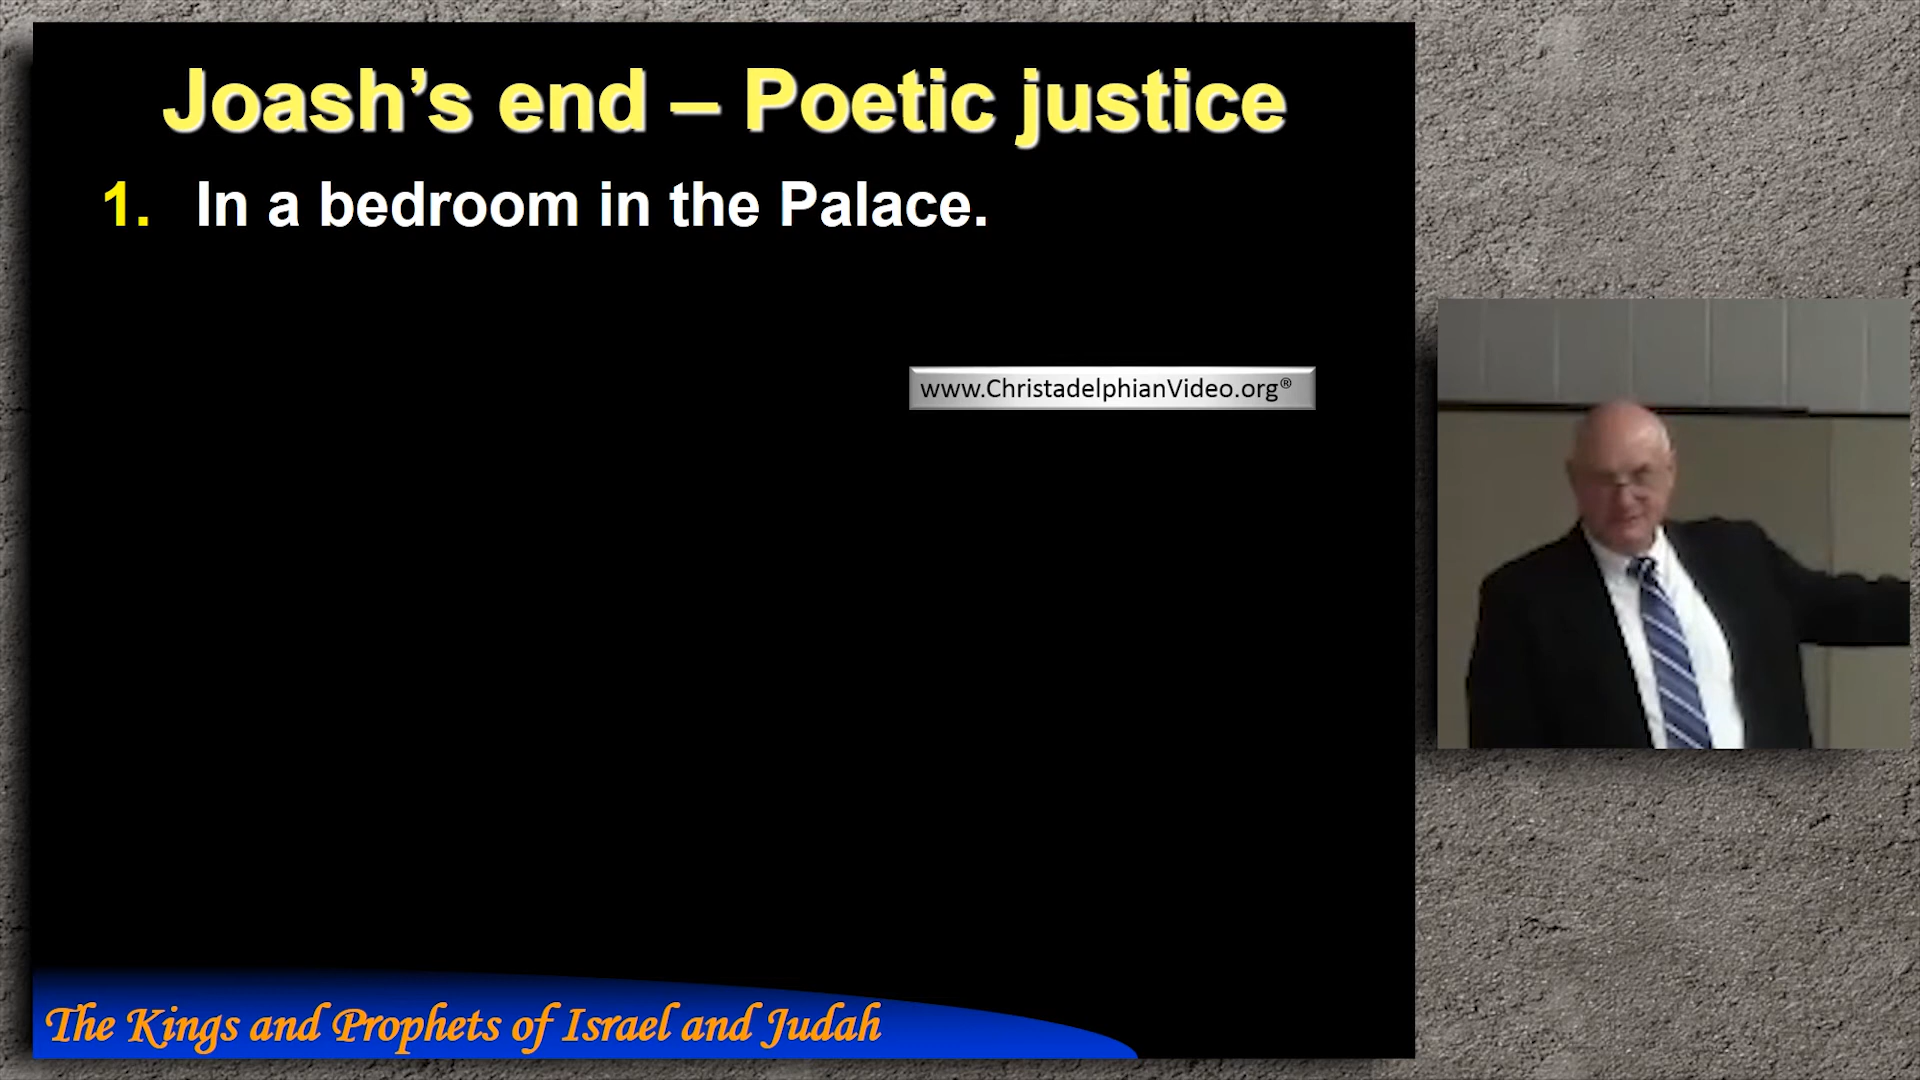 Joash’s end – Poetic justice
1. In a bedroom in the Palace.
www.ChristadelphianVideo.org®
The Kings and Prophets of Israel and Judah